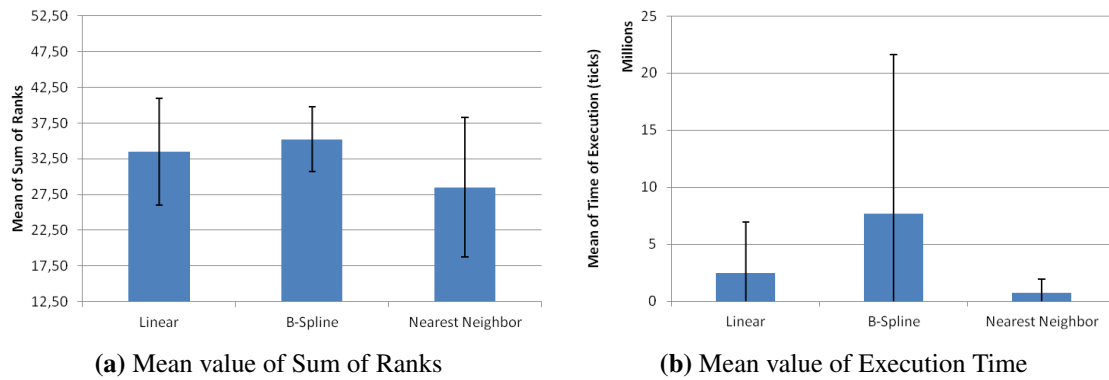 52,50
47,50
42,50
37,50
32,50
27,50
22,50
17,50
12,50
Mean of Sum of Ranks
Linear
B-Spline
Nearest Neighbor
(a) Mean value of Sum of Ranks
25
20
15
10
5
0
Mean of Time of Execution (ticks)
Millions
Linear
B-Spline
Nearest Neighbor
(b) Mean value of Execution Time